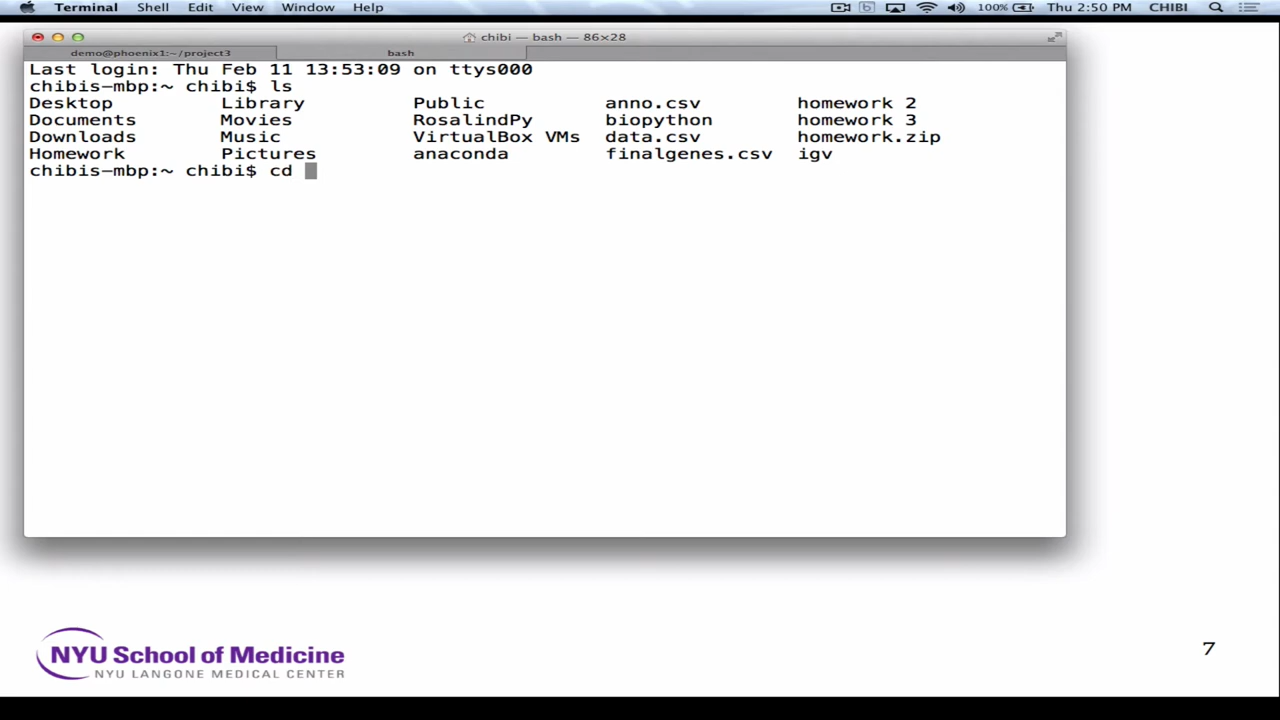 Terminal Shell Edit View Window Help 100% Thu 2:50 PM CHIBI
chibi — bash — 86×28
demo@phoenix1:~/project3 bash
Last login: Thu Feb 11 13:53:09 on ttys000
chibis-mbp:~ chibi$ ls
Desktop Library Public anno.csv homework 2
Documents Movies RosalindPy biopython homework 3
Downloads Music VirtualBox VMs data.csv homework.zip
Homework Pictures anaconda finalgenes.csv igv
chibis-mbp:~ chibi$ cd
NYU School of Medicine
NYU LANGONE MEDICAL CENTER
7